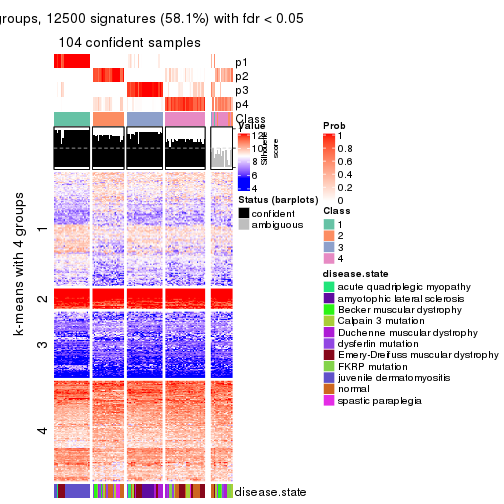 groups, 12500 signatures (58.1%) with fdr < 0.05
104 confident samples
p1
p2
p3
p4
Class
Silhouette
score
k-means with 4 groups
1
2
3
4
disease.state
Value
12
10
8
6
4
Status (barplots)
confident
ambiguous
Prob
1
0.8
0.6
0.4
0.2
0
Class
1
2
3
4
disease.state
acute quadriplegic myopathy
amyotophic lateral sclerosis
Becker muscular dystrophy
Calpain 3 mutation
Duchenne muscular dystrophy
dysferlin mutation
Emery-Dreifuss muscular dystrophy
FKRP mutation
juvenile dermatomyositis
normal
spastic paraplegia